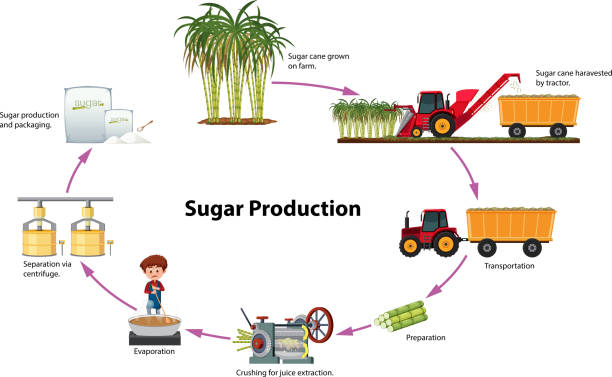 Sugar cane grown
on farm.
Sugar cane haravested
by tractor.
sugar
sugar
Sugar production
and packaging.
Sugar Production
Separation via
centrifuge.
Transportation
Preparation
Evaporation
Crushing for juice extraction.